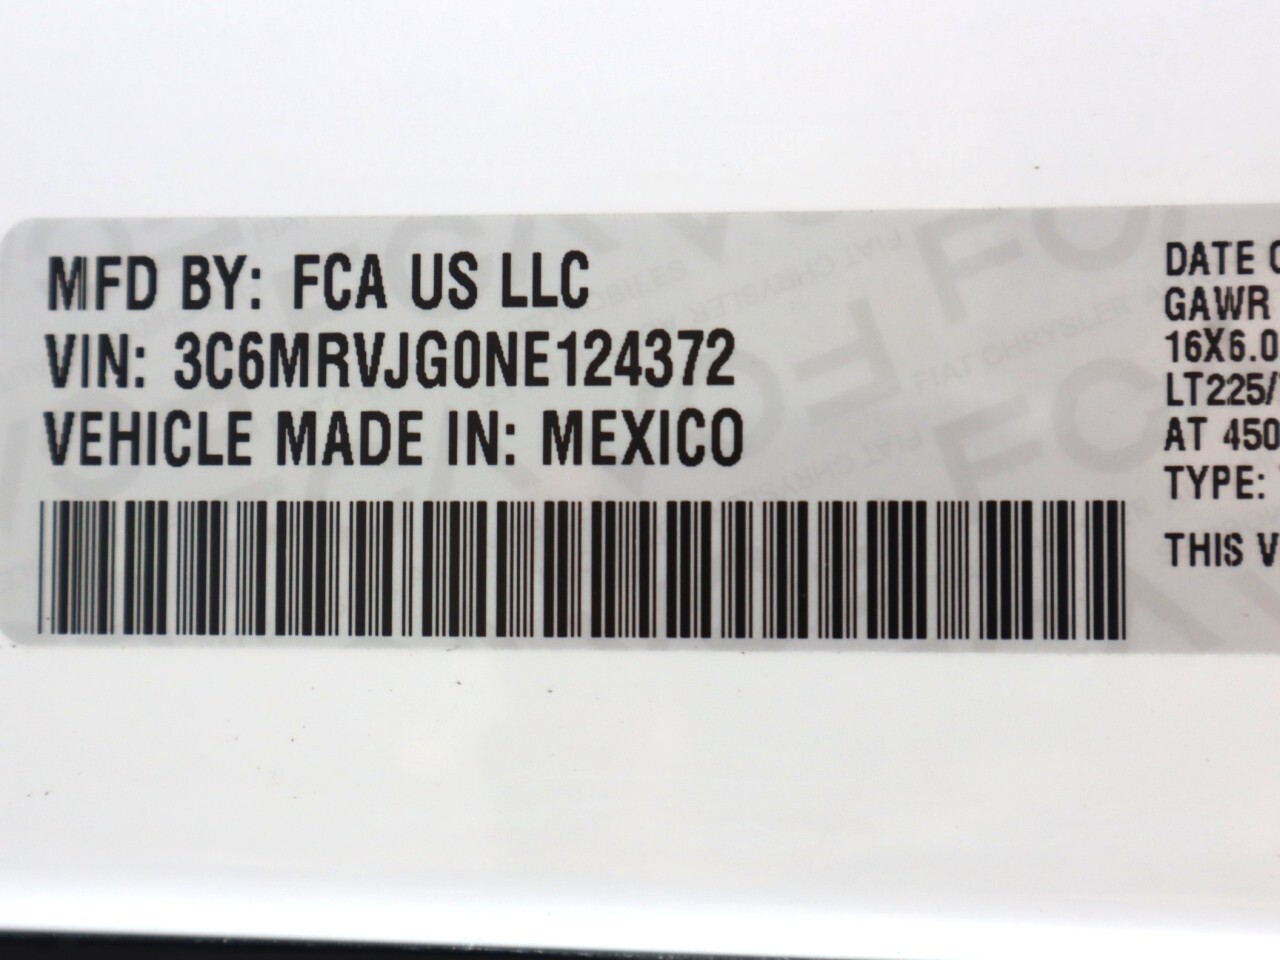 MFD BY: FCA US LLC
VIN: 3C6MRVJG0NE124372
VEHICLE MADE IN: MEXICO
DATE
GAWR
16X6.0
LT225/
AT 450
TYPE:
THIS V